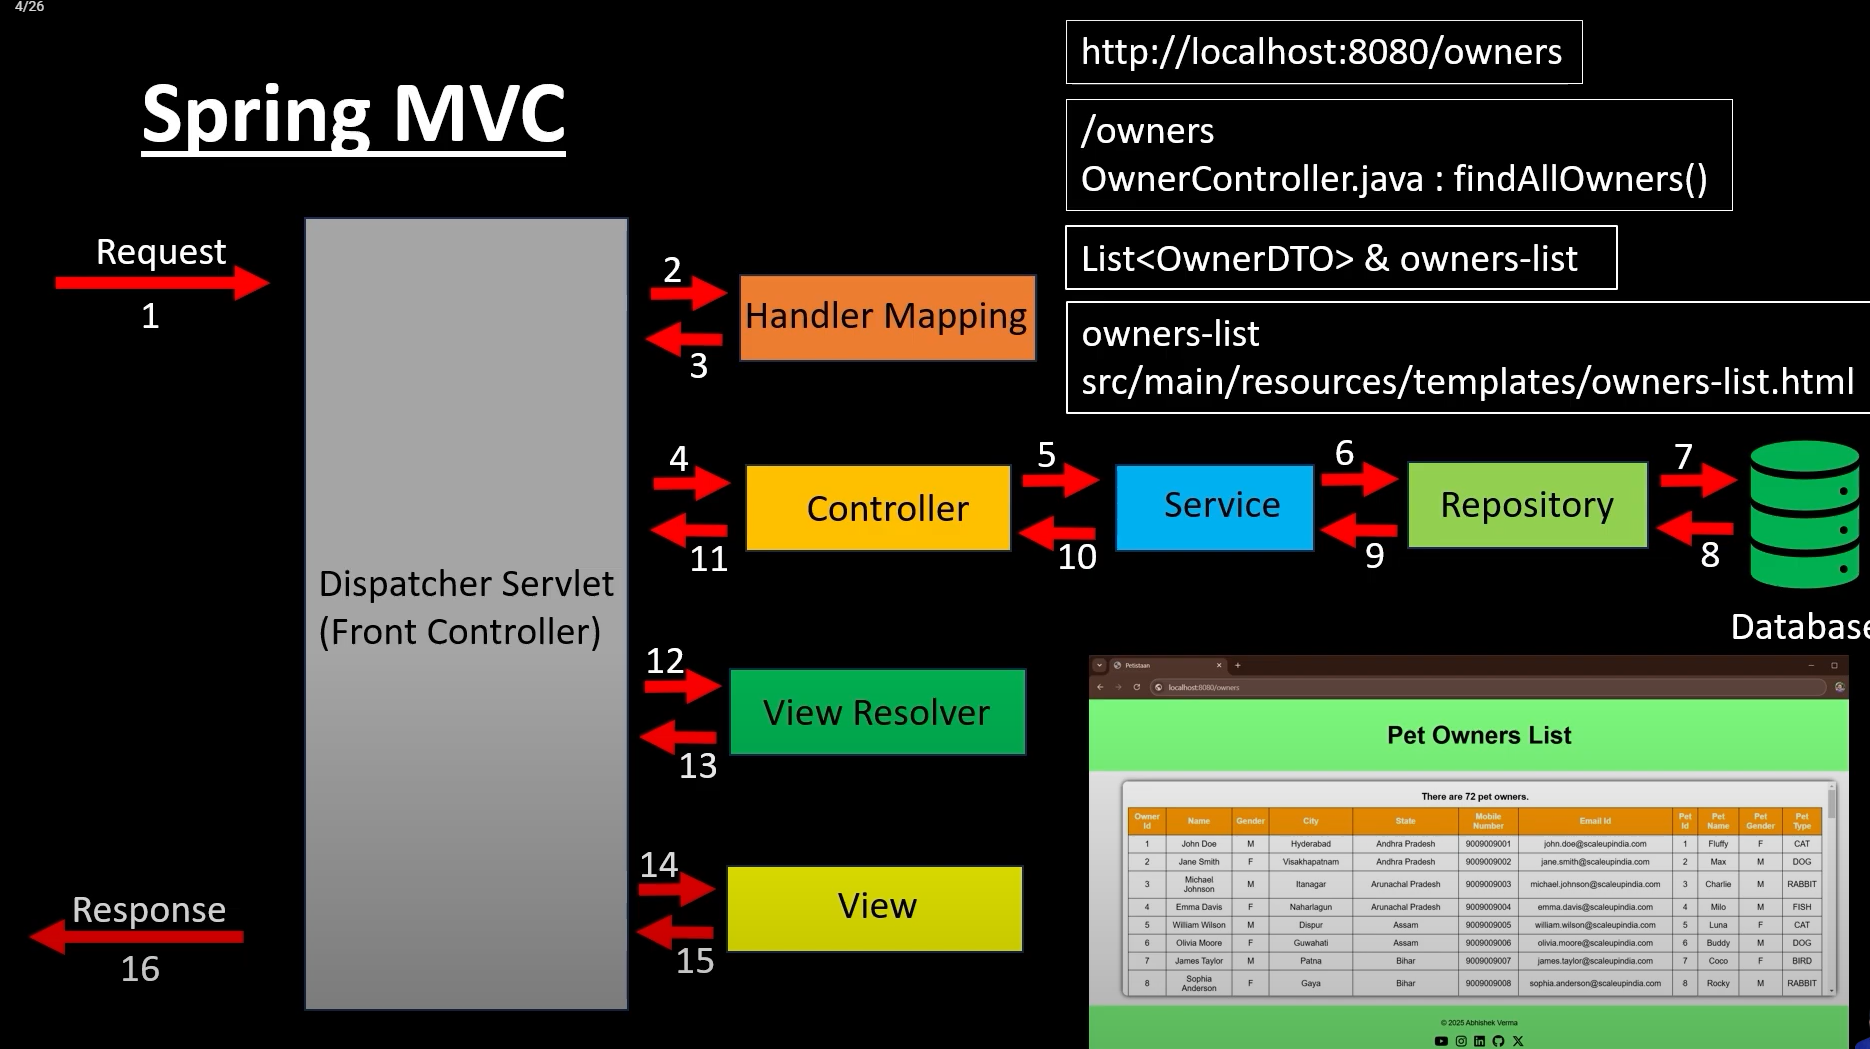 4/26
Spring MVC
http://localhost:8080/owners
/owners
OwnerController.java : findAllOwners()
List<OwnerDTO> & owners-list
owners-list
src/main/resources/templates/owners-list.html
Request
1
2
Handler Mapping
3
4
Controller
11
5
10
Service
6
9
Repository
7
8
Database
Dispatcher Servlet
(Front Controller)
12
View Resolver
13
14
View
15
Response
16
Petistaan
localhost:8080/owners
Pet Owners List
There are 72 pet owners.
Owner Id Name Gender City State Mobile Number Email Id Pet Id Pet Name Pet Gender Pet Type
1 John Doe M Hyderabad Andhra Pradesh 9009009001 john.doe@scaleupindia.com 1 Fluffy F CAT
2 Jane Smith F Visakhapatnam Andhra Pradesh 9009009002 jane.smith@scaleupindia.com 2 Max M DOG
3 Michael Johnson M Itanagar Arunachal Pradesh 9009009003 michael.johnson@scaleupindia.com 3 Charlie M RABBIT
4 Emma Davis F Naharlagun Arunachal Pradesh 9009009004 emma.davis@scaleupindia.com 4 Milo M FISH
5 William Wilson M Dispur Assam 9009009005 william.wilson@scaleupindia.com 5 Luna F CAT
6 Olivia Moore F Guwahati Assam 9009009006 olivia.moore@scaleupindia.com 6 Buddy M DOG
7 James Taylor M Patna Bihar 9009009007 james.taylor@scaleupindia.com 7 Coco F BIRD
8 Sophia Anderson F Gaya Bihar 9009009008 sophia.anderson@scaleupindia.com 8 Rocky M RABBIT
© 2025 Abhishek Verma